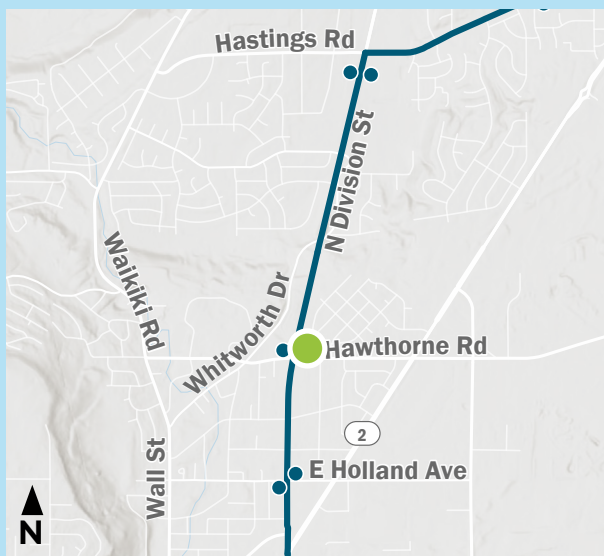 Hastings Rd
N Division St
Waikiki Rd
Whitworth Dr
Hawthorne Rd
2
Wall St
E Holland Ave
N